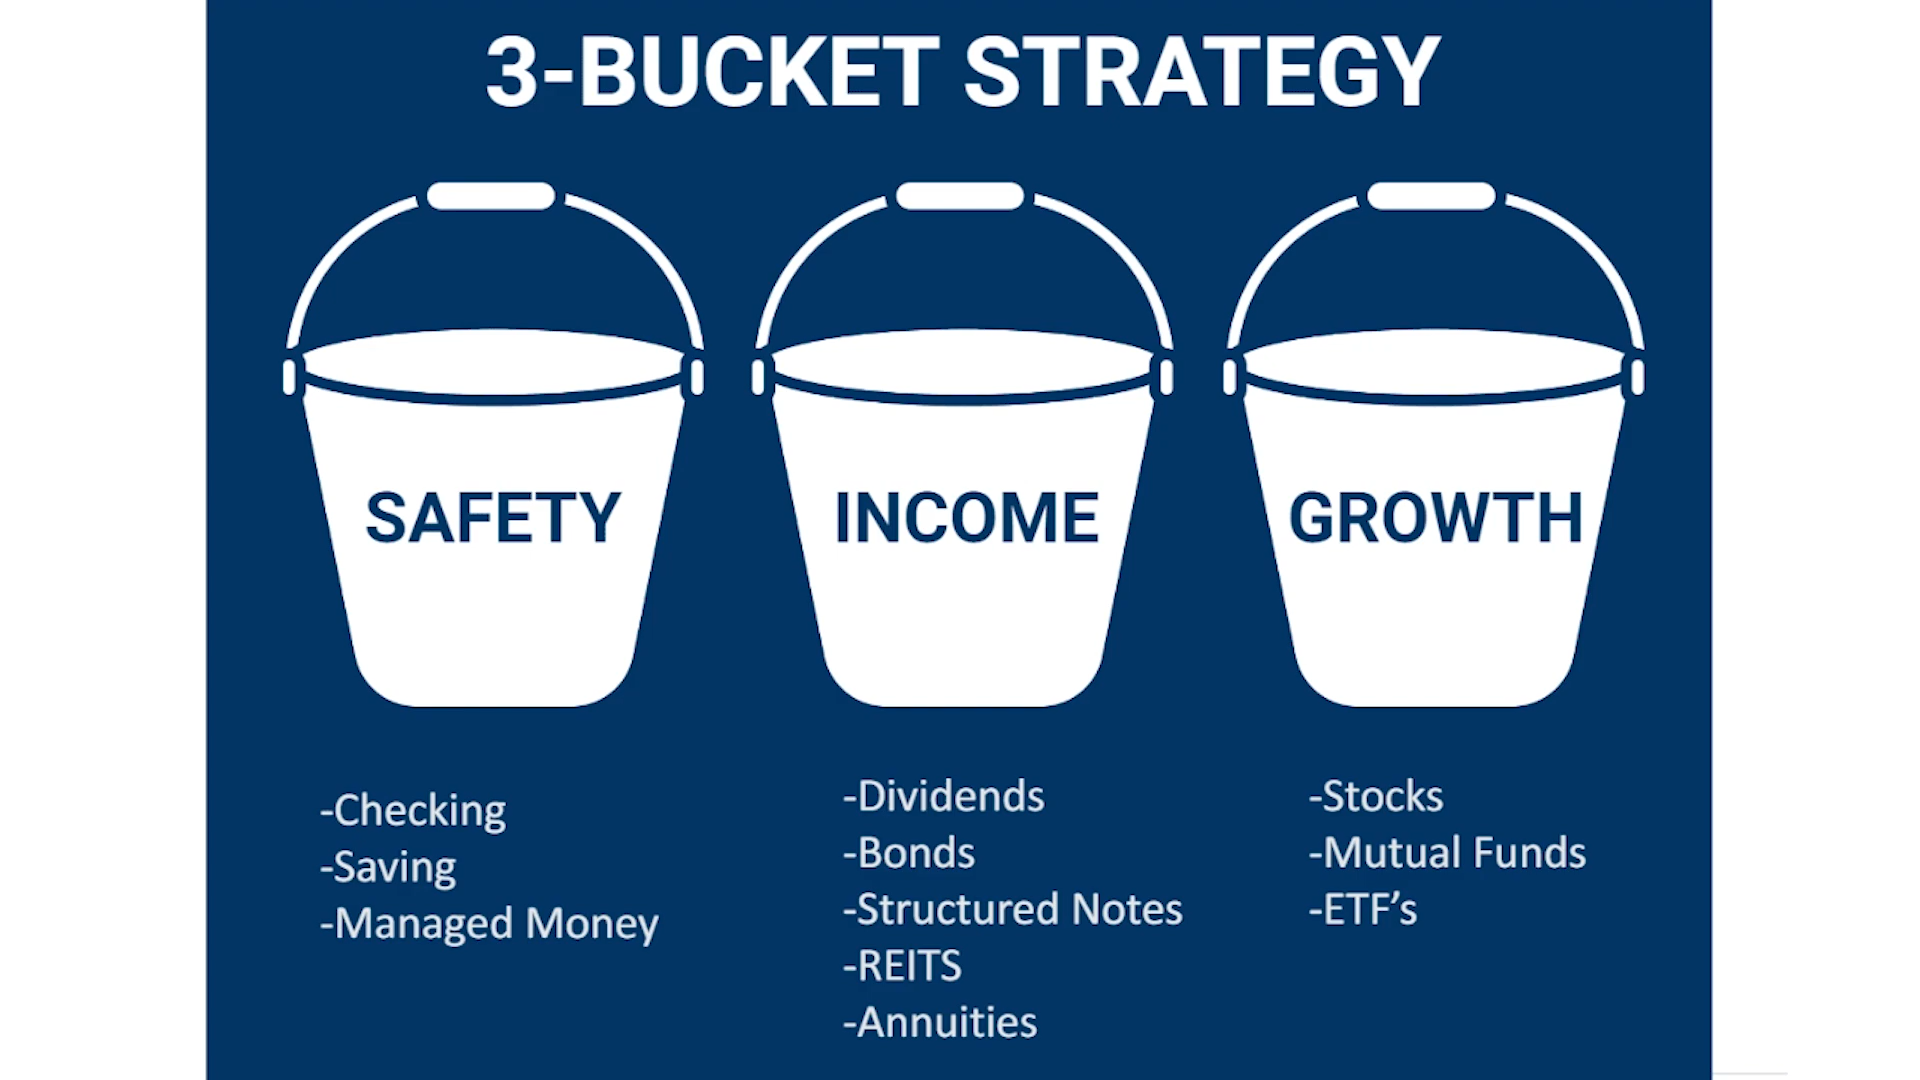 3-BUCKET STRATEGY
SAFETY
INCOME
GROWTH
-Checking
-Saving
-Managed Money
-Dividends
-Bonds
-Structured Notes
-REITS
-Annuities
-Stocks
-Mutual Funds
-ETF’s